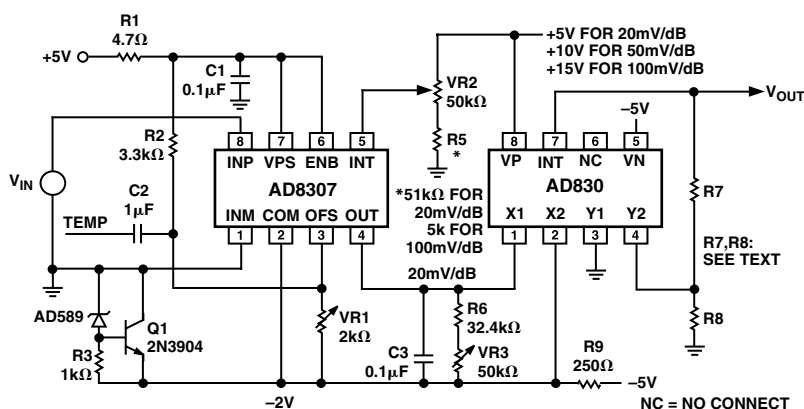 R1
4.7Ω
+5V
C1
0.1μF
VR2
50kΩ
R5
*
+5V FOR 20mV/dB
+10V FOR 50mV/dB
+15V FOR 100mV/dB
VOUT
–5V
R2
3.3kΩ
8 7 6 5
INP VPS ENB INT
AD8307
INM COM OFS OUT
1 2 3 4
8 7 6 5
VP INT NC VN
AD830
X1 X2 Y1 Y2
1 2 3 4
VIN
C2
1μF
TEMP
*51kΩ FOR
20mV/dB
5k FOR
100mV/dB
20mV/dB
R7
R7,R8:
SEE TEXT
R8
AD589
Q1
2N3904
R3
1kΩ
VR1
2kΩ
C3
0.1μF
R6
32.4kΩ
VR3
50kΩ
R9
250Ω
–5V
–2V
NC = NO CONNECT